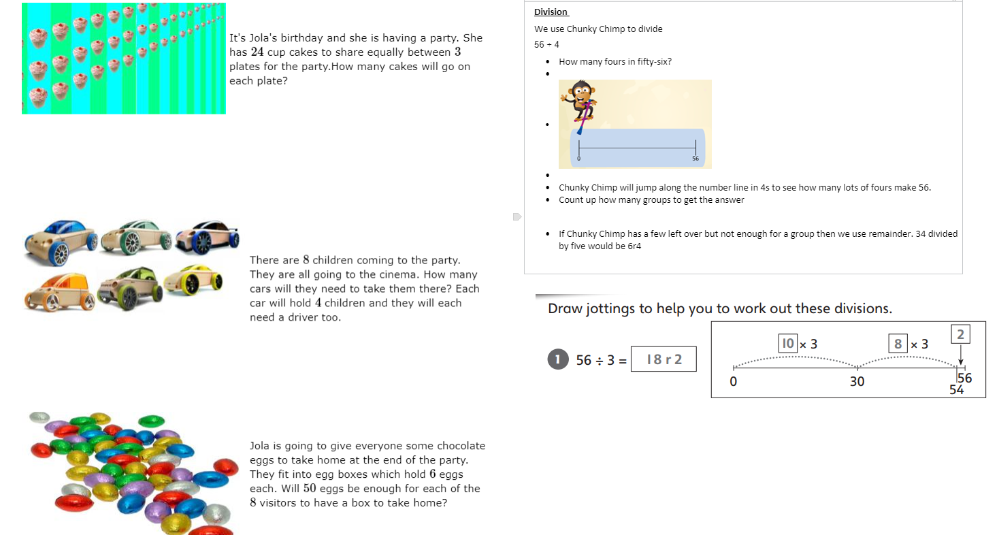 It's Jola's birthday and she is having a party. She
has 24 cup cakes to share equally between 3
plates for the party.How many cakes will go on
each plate?
There are 8 children coming to the party.
They are all going to the cinema. How many
cars will they need to take them there? Each
car will hold 4 children and they will each
need a driver too.
Jola is going to give everyone some chocolate
eggs to take home at the end of the party.
They fit into egg boxes which hold 6 eggs
each. Will 50 eggs be enough for each of the
8 visitors to have a box to take home?
Division
We use Chunky Chimp to divide
56 ÷ 4
• How many fours in fifty-six?
•
•
0 56
•
• Chunky Chimp will jump along the number line in 4s to see how many lots of fours make 56.
• Count up how many groups to get the answer
• If Chunky Chimp has a few left over but not enough for a group then we use remainder. 34 divided
by five would be 6r4
Draw jottings to help you to work out these divisions.
1 56 ÷ 3 = 18 r 2
10 × 3 8 × 3 2
0 30 54 56